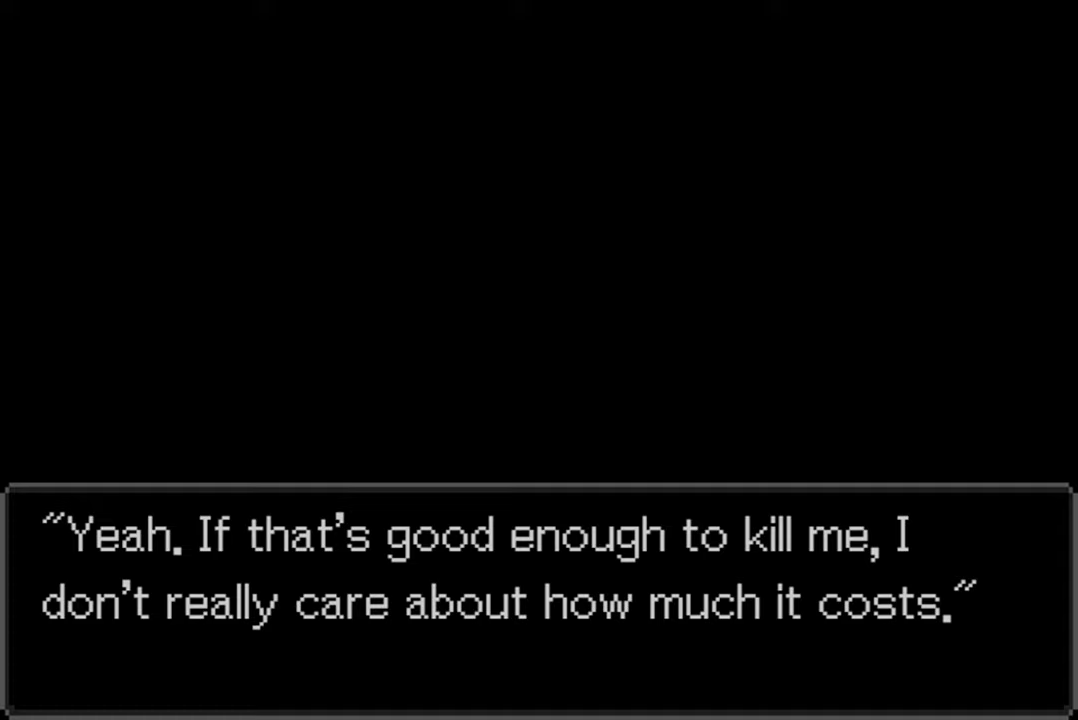 "Yeah. If that's good enough to kill me, I
don't really care about how much it costs."